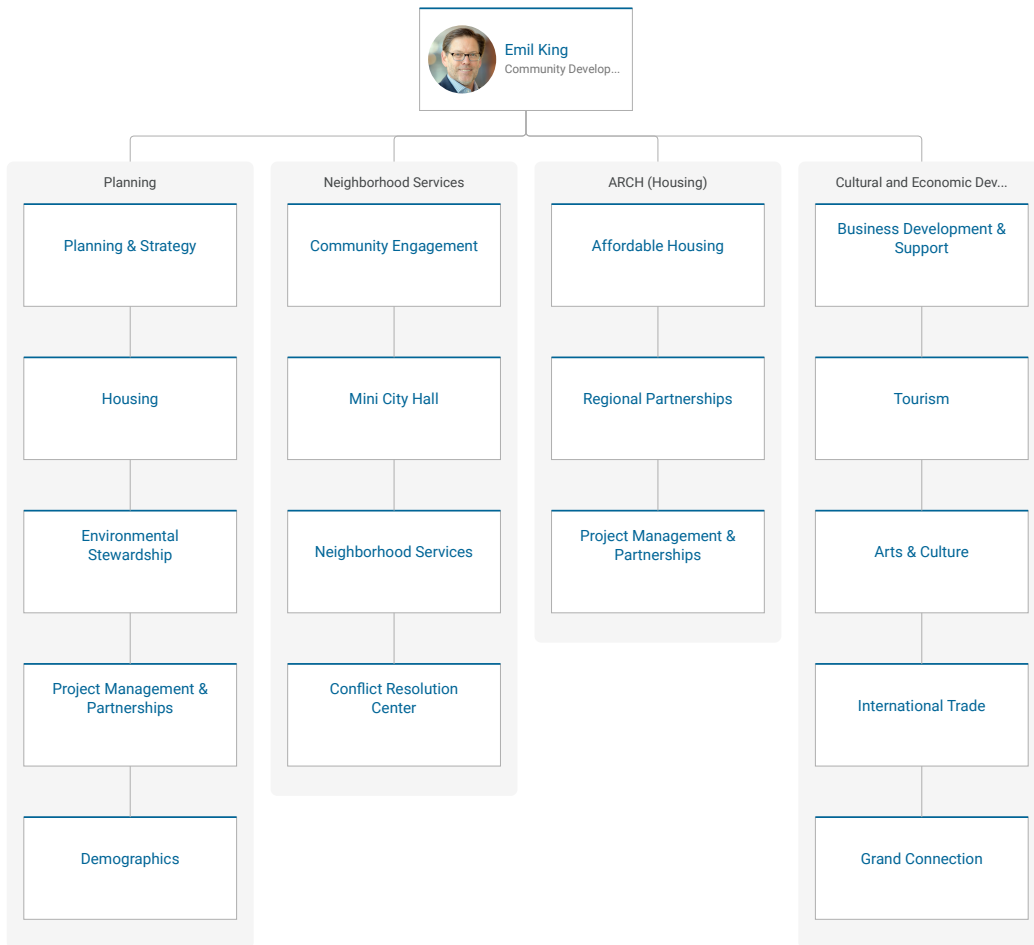 Emil King
Community Develop...
Planning
Planning & Strategy
Housing
Environmental
Stewardship
Project Management &
Partnerships
Demographics
Neighborhood Services
Community Engagement
Mini City Hall
Neighborhood Services
Conflict Resolution
Center
ARCH (Housing)
Affordable Housing
Regional Partnerships
Project Management &
Partnerships
Cultural and Economic Dev...
Business Development &
Support
Tourism
Arts & Culture
International Trade
Grand Connection